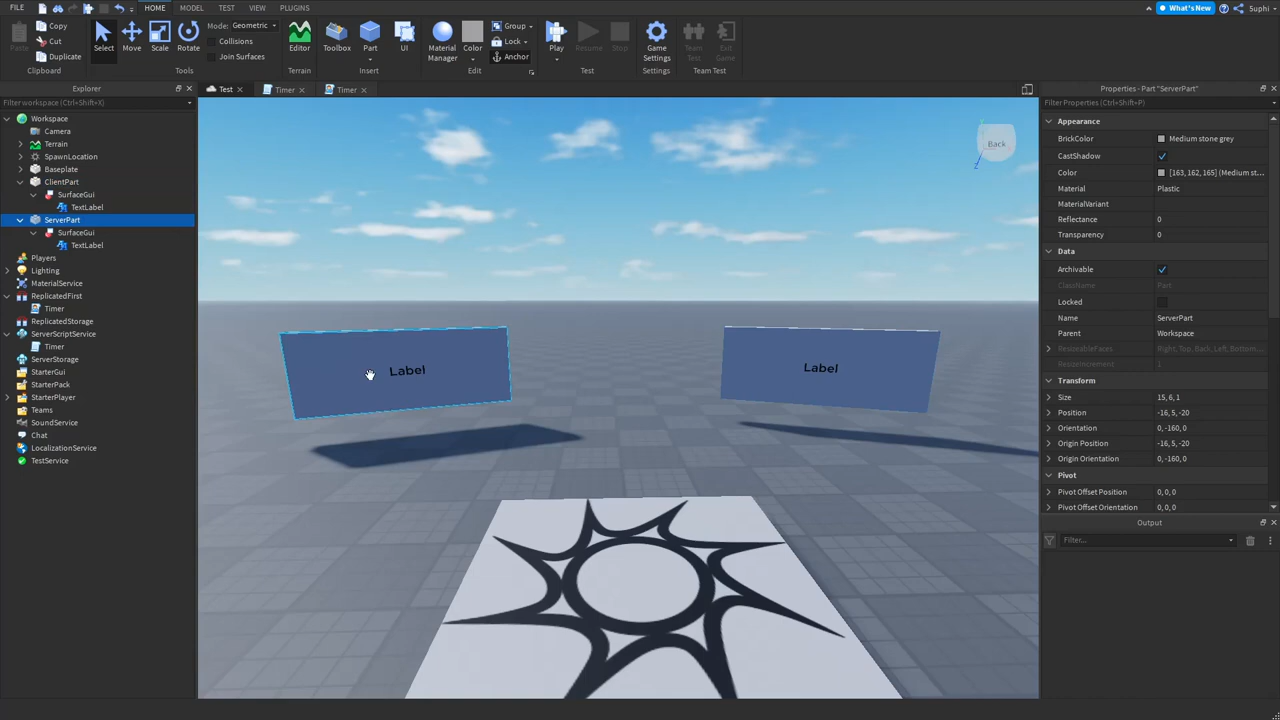 FILE HOME MODEL TEST VIEW PLUGINS What's New Suphi
Paste Copy Cut Duplicate Select Move Scale Rotate Mode: Geometric Collisions Join Surfaces Editor Toolbox Part UI Material Manager Color Group Lock Anchor Play Resume Stop Game Settings Team Test Exit Game
Clipboard Tools Terrain Insert Edit Test Settings Team Test
Explorer
Filter workspace (Ctrl+Shift+X)
Workspace
Camera
Terrain
SpawnLocation
Baseplate
ClientPart
SurfaceGui
TextLabel
ServerPart
SurfaceGui
TextLabel
Players
Lighting
MaterialService
ReplicatedFirst
Timer
ReplicatedStorage
ServerScriptService
Timer
ServerStorage
StarterGui
StarterPack
StarterPlayer
Teams
SoundService
Chat
LocalizationService
TestService
Test Timer Timer
Back
Z
Label Label
Properties - Part "ServerPart"
Filter Properties (Ctrl+Shift+P)
Appearance
BrickColor Medium stone grey
CastShadow
Color [163, 162, 165] (Medium st...
Material Plastic
MaterialVariant
Reflectance 0
Transparency 0
Data
Archivable
ClassName Part
Locked
Name ServerPart
Parent Workspace
ResizeableFaces Right, Top, Back, Left, Bottom...
ResizeIncrement 1
Transform
Size 15, 6, 1
Position -16, 5, -20
Orientation 0, -160, 0
Origin Position -16, 5, -20
Origin Orientation 0, -160, 0
Pivot
Pivot Offset Position 0, 0, 0
Pivot Offset Orientation 0, 0, 0
Output
Filter...